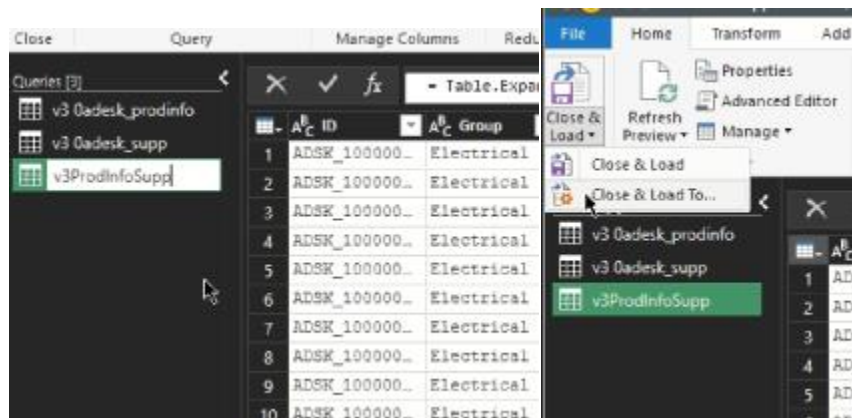 Close Query Manage Columns Redu
Queries [3]
v3 0adesk_prodinfo
v3 0adesk_supp
v3ProdInfoSupp
fx = Table.Expa
ABC ID ABC Group
1 ADSK_100000... Electrical
2 ADSK_100000... Electrical
3 ADSK_100000... Electrical
4 ADSK_100000... Electrical
5 ADSK_100000... Electrical
6 ADSK_100000... Electrical
7 ADSK_100000... Electrical
8 ADSK_100000... Electrical
9 ADSK_100000... Electrical
10 ADSK_100000... Electrical
File Home Transform Add
Close & Load
Refresh Preview
Properties
Advanced Editor
Manage
Close & Load
Close & Load To...
v3 0adesk_prodinfo
v3 0adesk_supp
v3ProdInfoSupp
1 AD
2 AD
3 AD
4 AD
5 AD